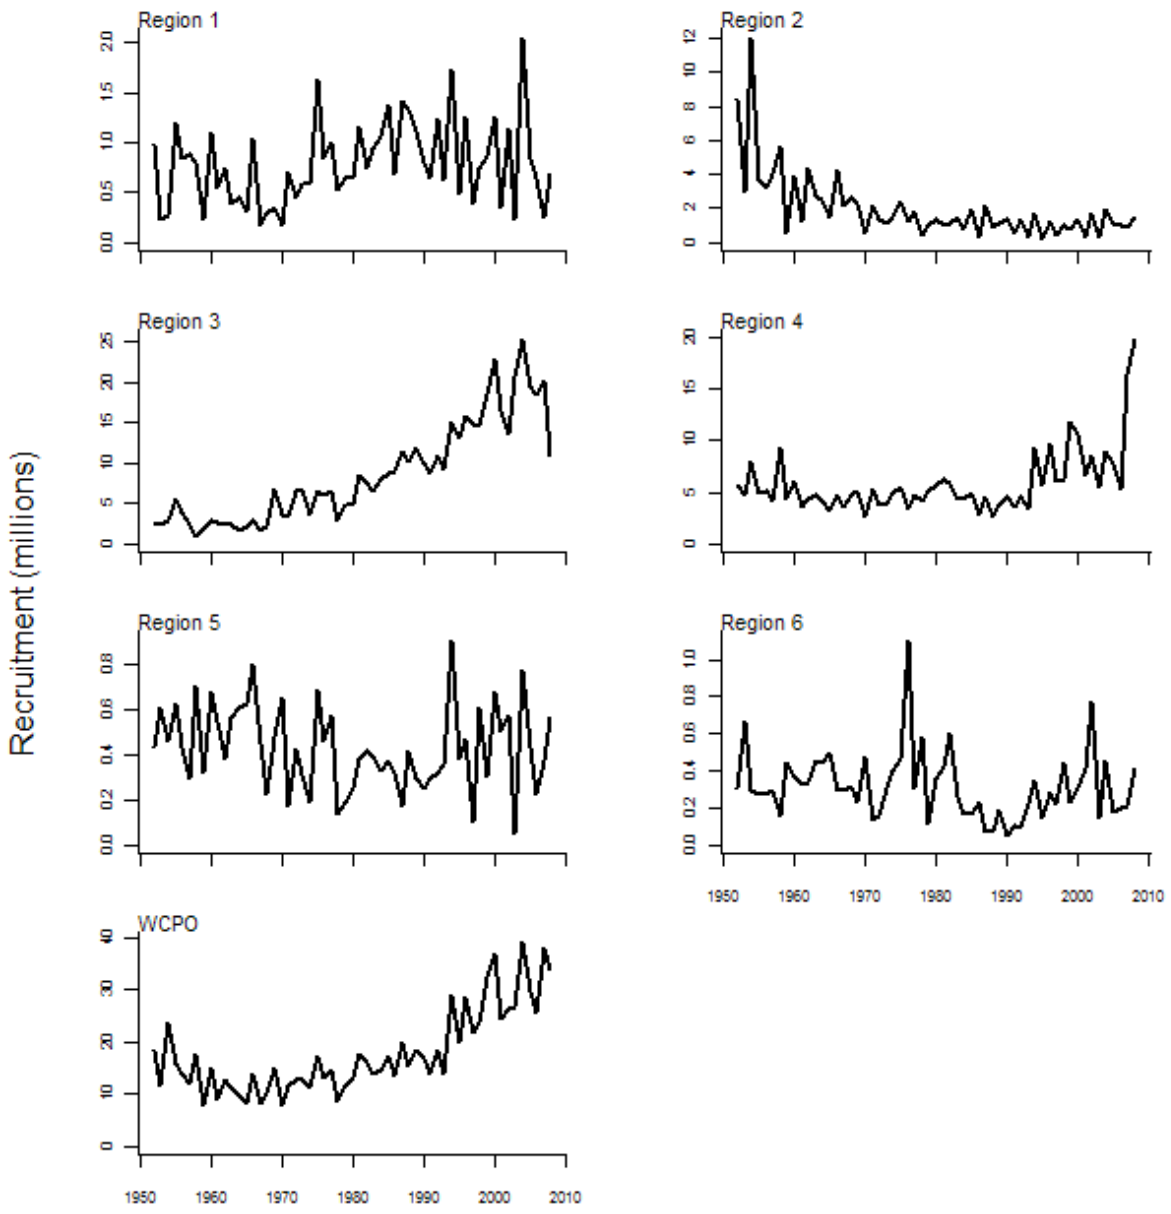 Recruitment (millions)
Region 1
0.0 0.5 1.0 1.5 2.0
Region 2
0 2 4 6 8 10 12
Region 3
0 5 10 15 20 25
Region 4
0 5 10 15 20
Region 5
0.0 0.2 0.4 0.6 0.8
Region 6
0.0 0.2 0.4 0.6 0.8 1.0
1950 1960 1970 1980 1990 2000 2010
WCPO
0 10 20 30 40
1950 1960 1970 1980 1990 2000 2010